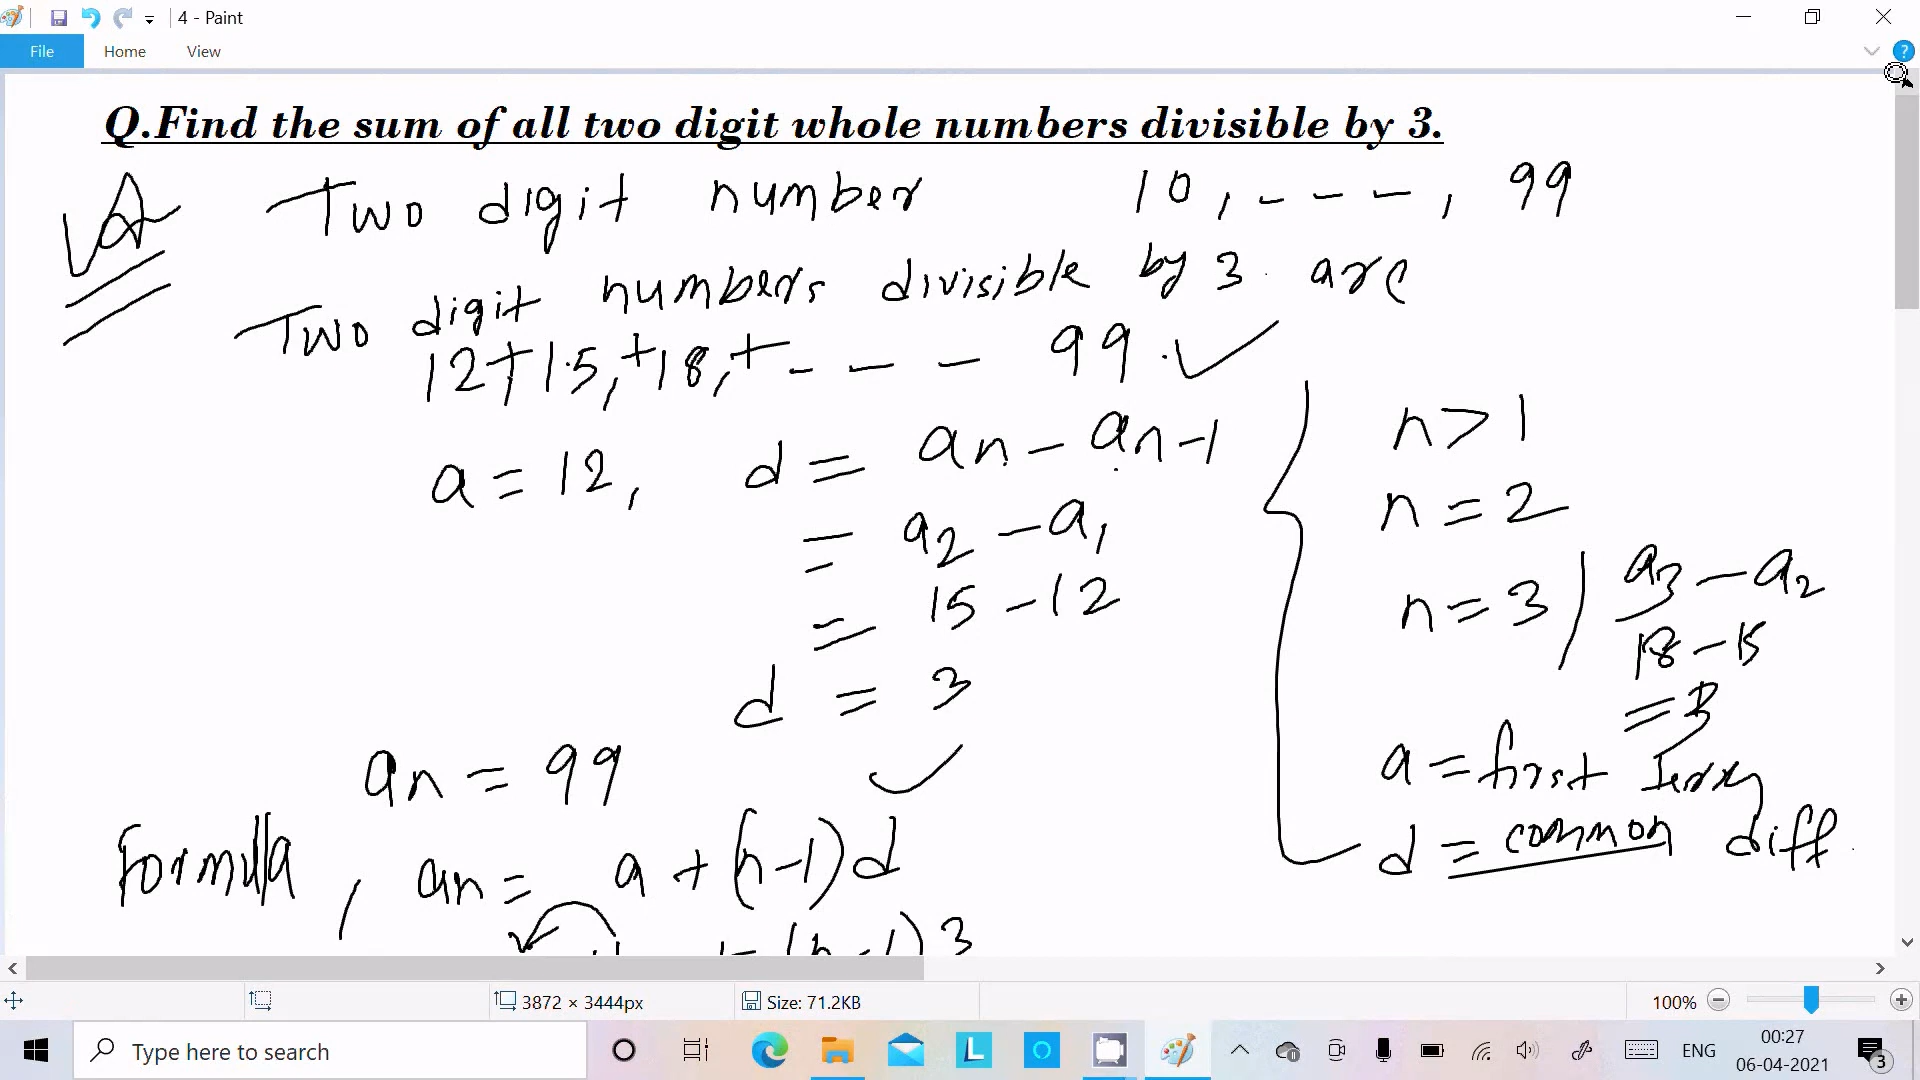 4 - Paint
File Home View
Q.Find the sum of all two digit whole numbers divisible by 3.
Two digit number 10, - - - -, 99
Two digit numbers divisible by 3. are
12+15,+18,+ - - - 99.
a = 12, d = an - an-1
n > 1
= a2 - a1
n = 2
= 15 - 12
n = 3 / a3 - a2
18 - 15
d = 3
= 3
an = 99
a = first term
d = common diff.
Formula, an = a + (n-1)d
+ (n-1)3
3872 × 3444px Size: 71.2KB 100%
Type here to search
ENG 00:27
06-04-2021
3